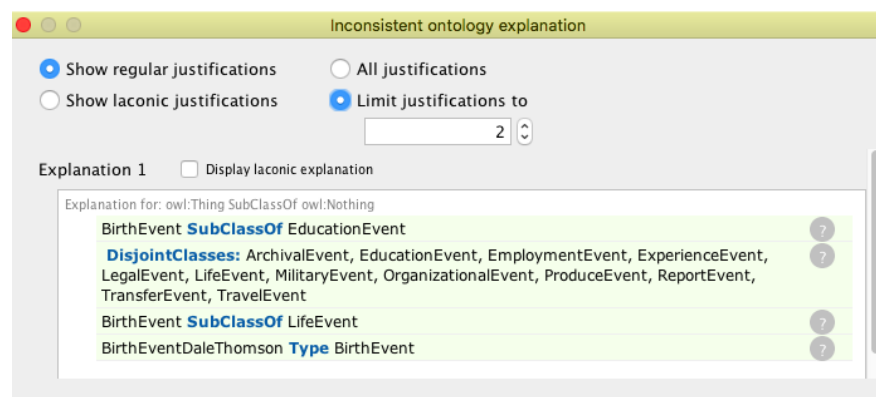 Inconsistent ontology explanation
Show regular justifications
All justifications
Show laconic justifications
Limit justifications to
2
Explanation 1
Display laconic explanation
Explanation for: owl:Thing SubClassOf owl:Nothing
BirthEvent SubClassOf EducationEvent
?
DisjointClasses: ArchivalEvent, EducationEvent, EmploymentEvent, ExperienceEvent,
?
LegalEvent, LifeEvent, MilitaryEvent, OrganizationalEvent, ProduceEvent, ReportEvent,
TransferEvent, TravelEvent
BirthEvent SubClassOf LifeEvent
?
BirthEventDaleThomson Type BirthEvent
?